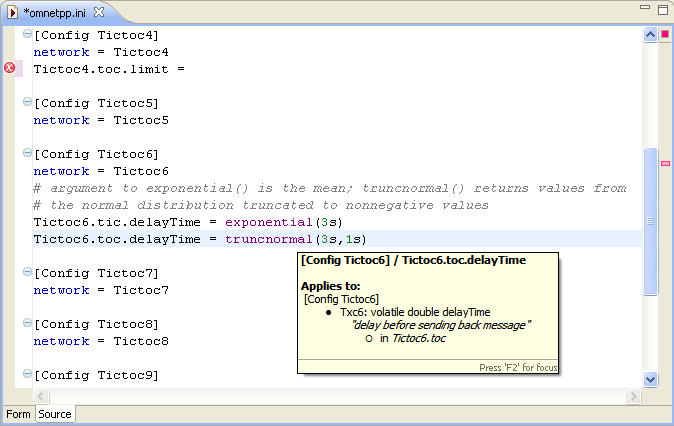 *omnetpp.ini
[Config Tictoc4]
network = Tictoc4
Tictoc4.toc.limit =
[Config Tictoc5]
network = Tictoc5
[Config Tictoc6]
network = Tictoc6
# argument to exponential() is the mean; truncnormal() returns values from
# the normal distribution truncated to nonnegative values
Tictoc6.tic.delayTime = exponential(3s)
Tictoc6.toc.delayTime = truncnormal(3s,1s)
[Config Tictoc6] / Tictoc6.toc.delayTime
Applies to:
[Config Tictoc6]
Txc6: volatile double delayTime
"delay before sending back message"
in Tictoc6.toc
Press 'F2' for focus
[Config Tictoc7]
network = Tictoc7
[Config Tictoc8]
network = Tictoc8
[Config Tictoc9]
Form Source